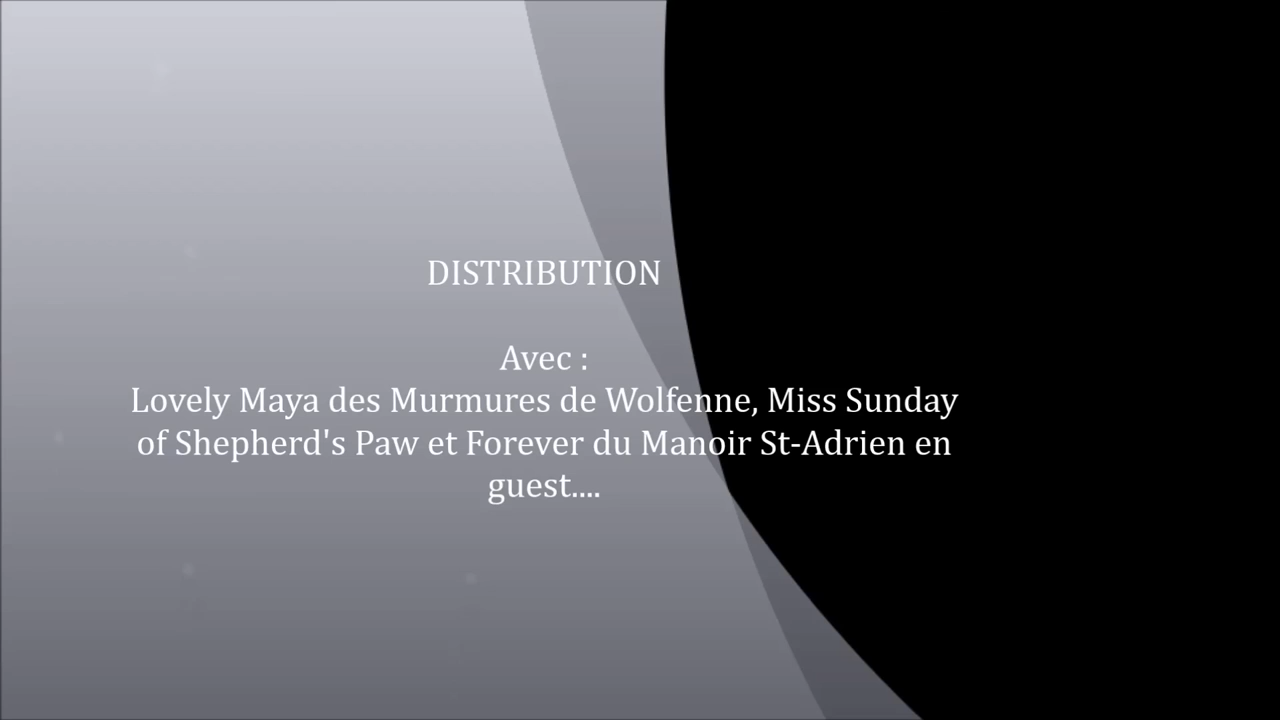 DISTRIBUTION
Avec :
Lovely Maya des Murmures de Wolfenne, Miss Sunday
of Shepherd's Paw et Forever du Manoir St-Adrien en
guest....